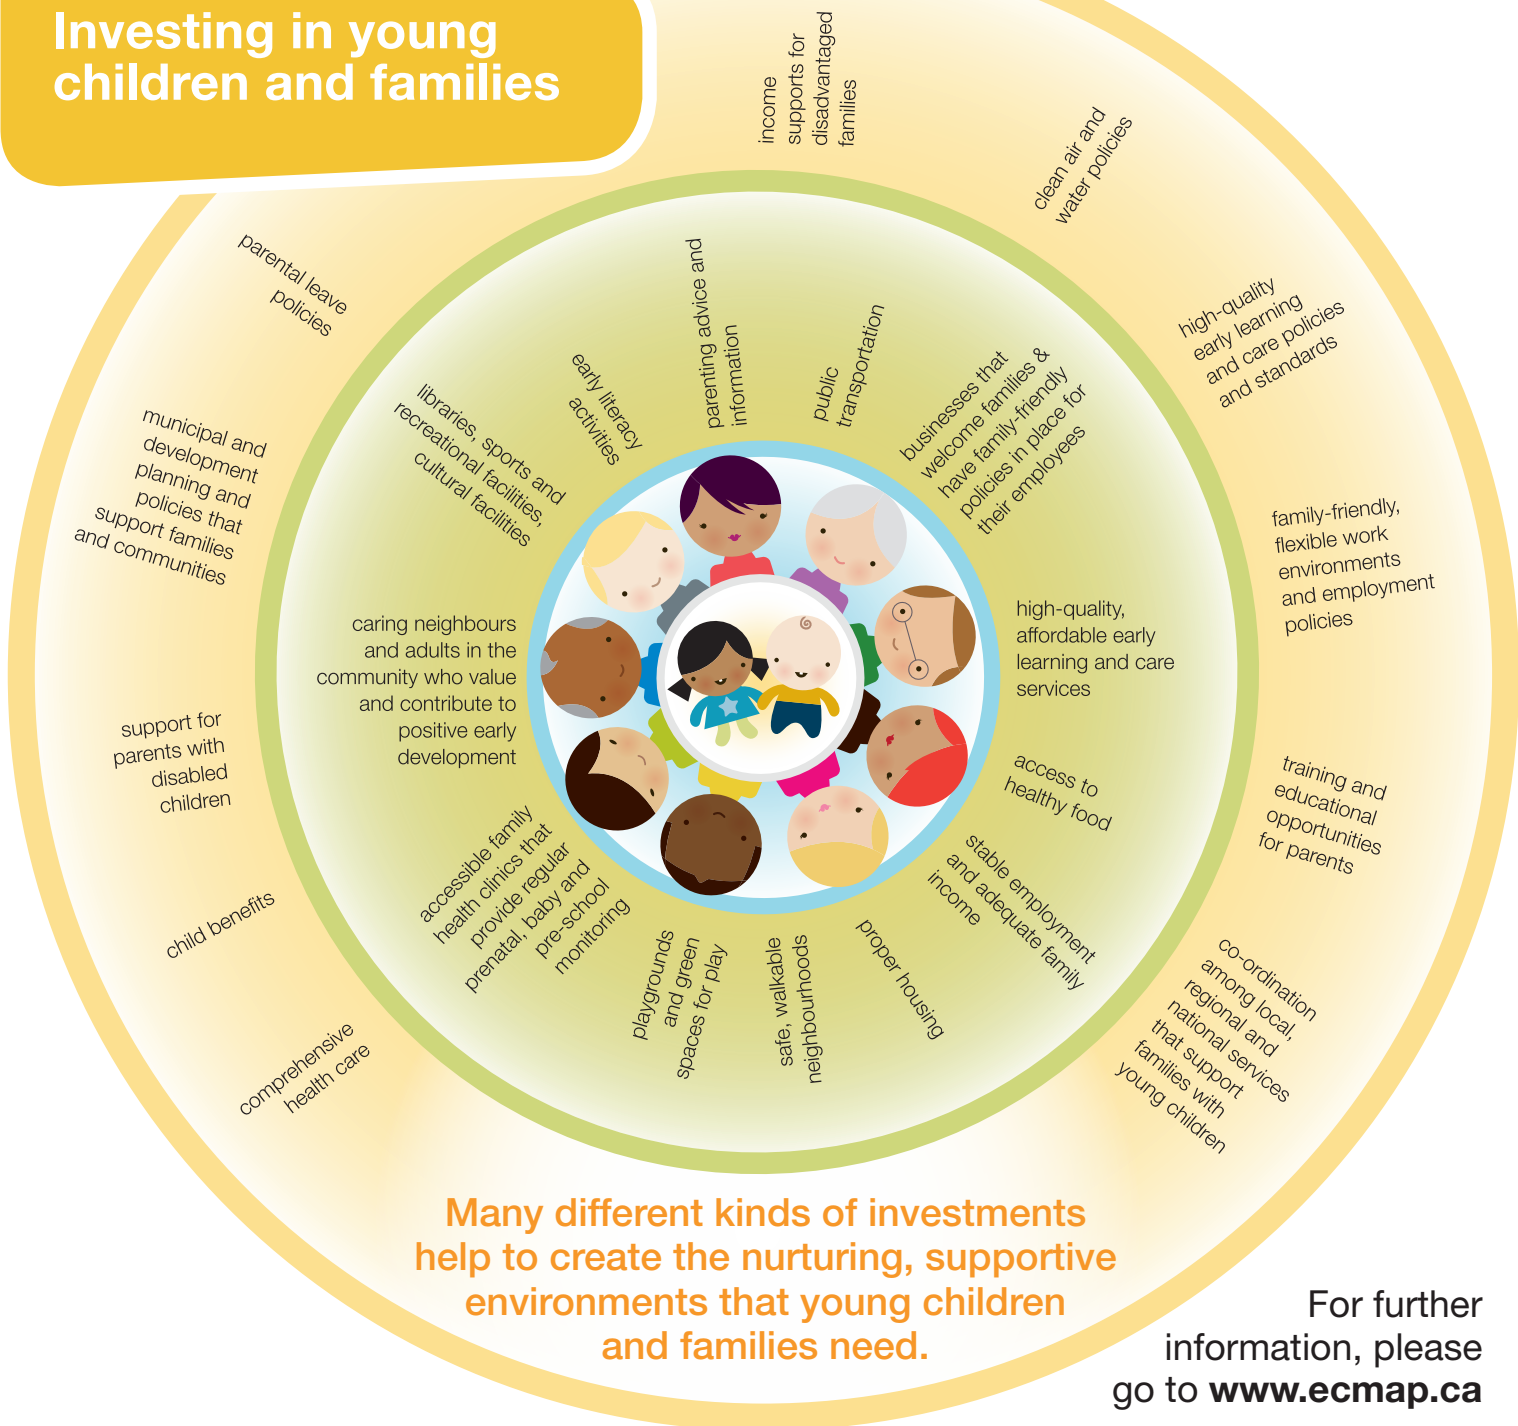 Investing in young
children and families
income
supports for
disadvantaged
families
clean air and
water policies
high-quality
early learning
and care policies
and standards
family-friendly,
flexible work
environments
and employment
policies
training and
educational
opportunities
for parents
co-ordination
among local,
regional and
national services
that support
families with
young children
parental leave
policies
municipal and
development
planning and
policies that
support families
and communities
support for
parents with
disabled
children
child benefits
comprehensive
health care
parenting advice and
information
public
transportation
businesses that
welcome families &
have family-friendly
policies in place for
their employees
high-quality,
affordable early
learning and care
services
access to
healthy food
stable employment
and adequate family
income
proper housing
safe, walkable
neighbourhoods
playgrounds
and green
spaces for play
accessible family
health clinics that
provide regular
prenatal, baby and
pre-school
monitoring
caring neighbours
and adults in the
community who value
and contribute to
positive early
development
libraries, sports and
recreational facilities,
cultural facilities
early literacy
activities
Many different kinds of investments
help to create the nurturing, supportive
environments that young children
and families need.
For further
information, please
go to www.ecmap.ca